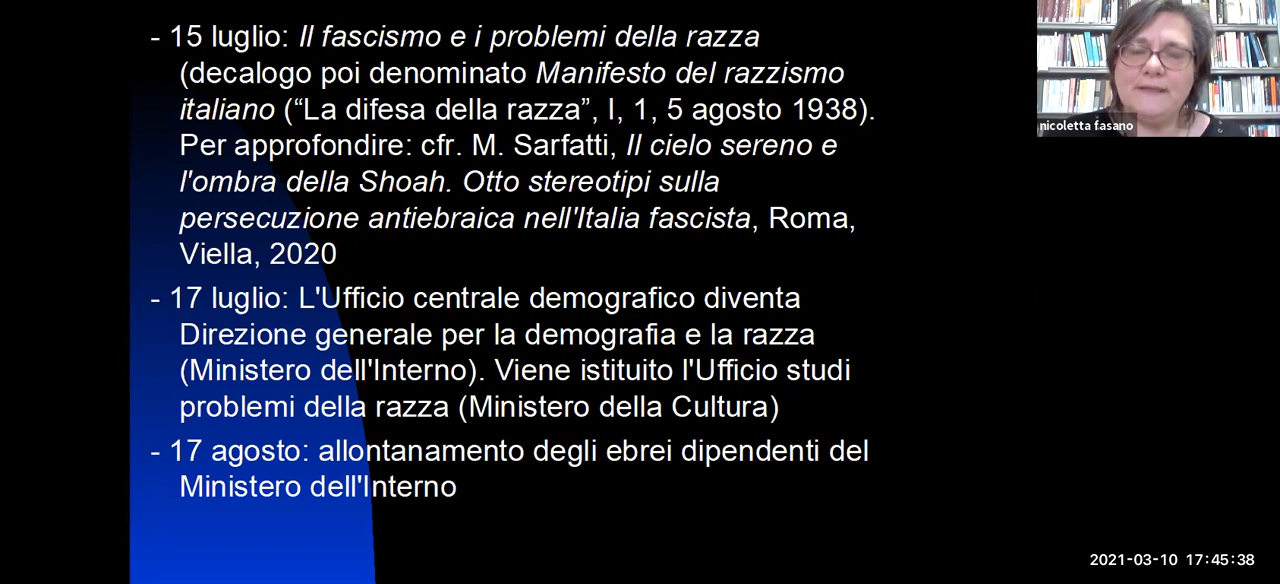 - 15 luglio: Il fascismo e i problemi della razza
(decalogo poi denominato Manifesto del razzismo
italiano (“La difesa della razza”, I, 1, 5 agosto 1938).
Per approfondire: cfr. M. Sarfatti, Il cielo sereno e
l'ombra della Shoah. Otto stereotipi sulla
persecuzione antiebraica nell'Italia fascista, Roma,
Viella, 2020
- 17 luglio: L'Ufficio centrale demografico diventa
Direzione generale per la demografia e la razza
(Ministero dell'Interno). Viene istituito l'Ufficio studi
problemi della razza (Ministero della Cultura)
- 17 agosto: allontanamento degli ebrei dipendenti del
Ministero dell'Interno
nicoletta fasano
2021-03-10 17:45:38